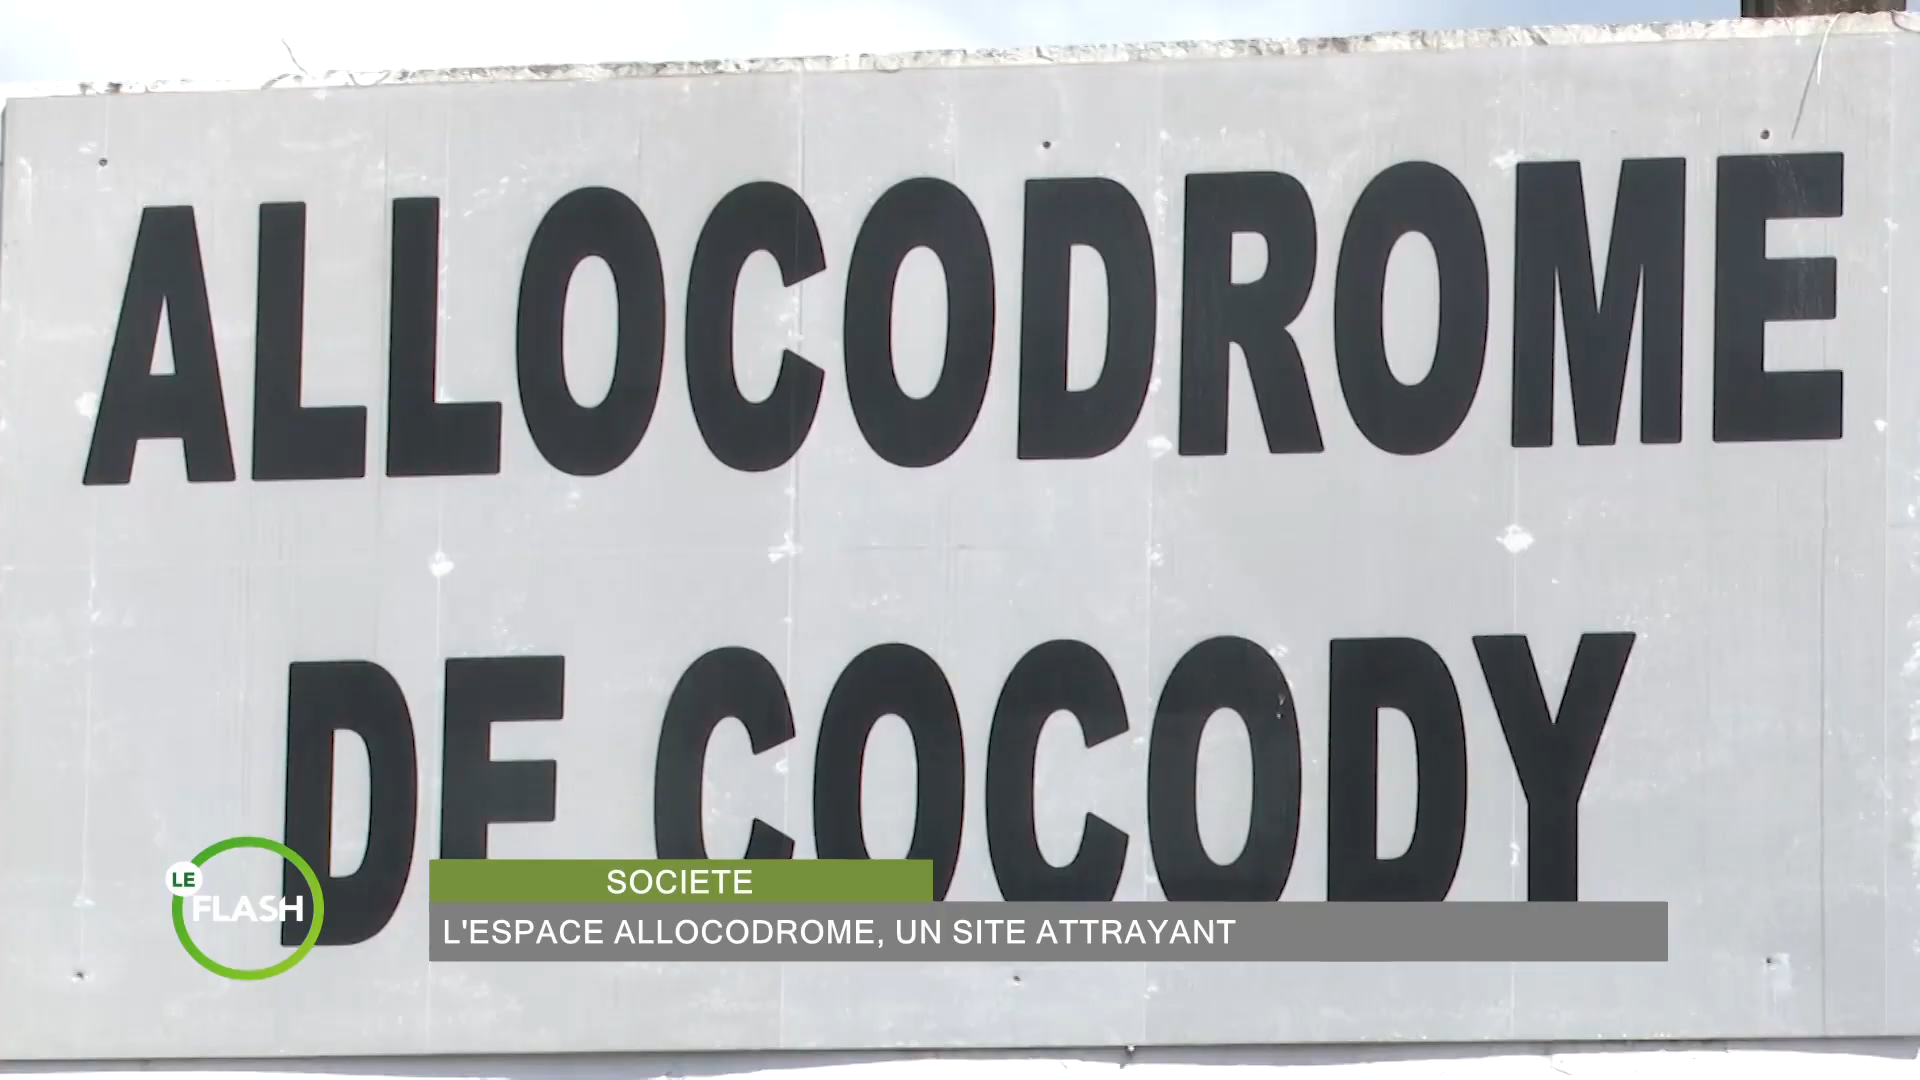 ALLOCODROME
DE COCODY
LE
FLASH
SOCIETE
L'ESPACE ALLOCODROME, UN SITE ATTRAYANT